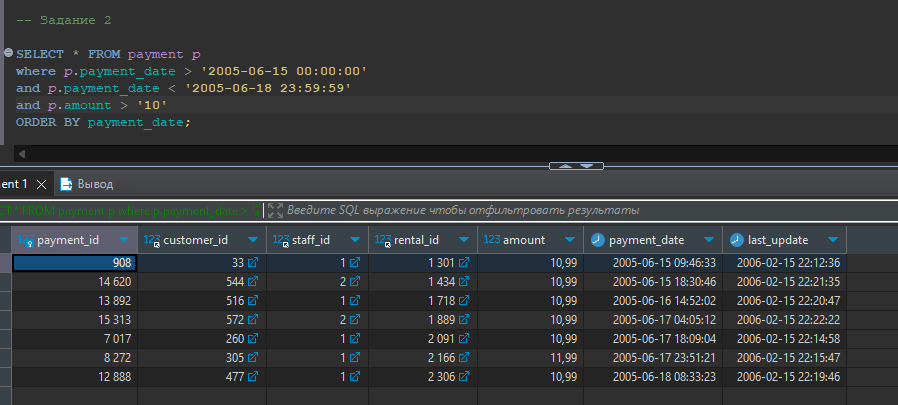 -- Задание 2
SELECT * FROM payment p
where p.payment_date > '2005-06-15 00:00:00'
and p.payment_date < '2005-06-18 23:59:59'
and p.amount > '10'
ORDER BY payment_date;
ent 1 Вывод
CT * FROM payment p where p.payment_date > Введите SQL выражение чтобы отфильтровать результаты
123 payment_id 123 customer_id 123 staff_id 123 rental_id 123 amount payment_date last_update
908 33 1 1 301 10,99 2005-06-15 09:46:33 2006-02-15 22:12:36
14 620 544 2 1 434 10,99 2005-06-15 18:30:46 2006-02-15 22:21:35
13 892 516 1 1 718 10,99 2005-06-16 14:52:02 2006-02-15 22:20:47
15 313 572 2 1 889 10,99 2005-06-17 04:05:12 2006-02-15 22:22:22
7 017 260 1 2 091 10,99 2005-06-17 18:09:04 2006-02-15 22:14:58
8 272 305 1 2 166 11,99 2005-06-17 23:51:21 2006-02-15 22:15:47
12 888 477 1 2 306 10,99 2005-06-18 08:33:23 2006-02-15 22:19:46